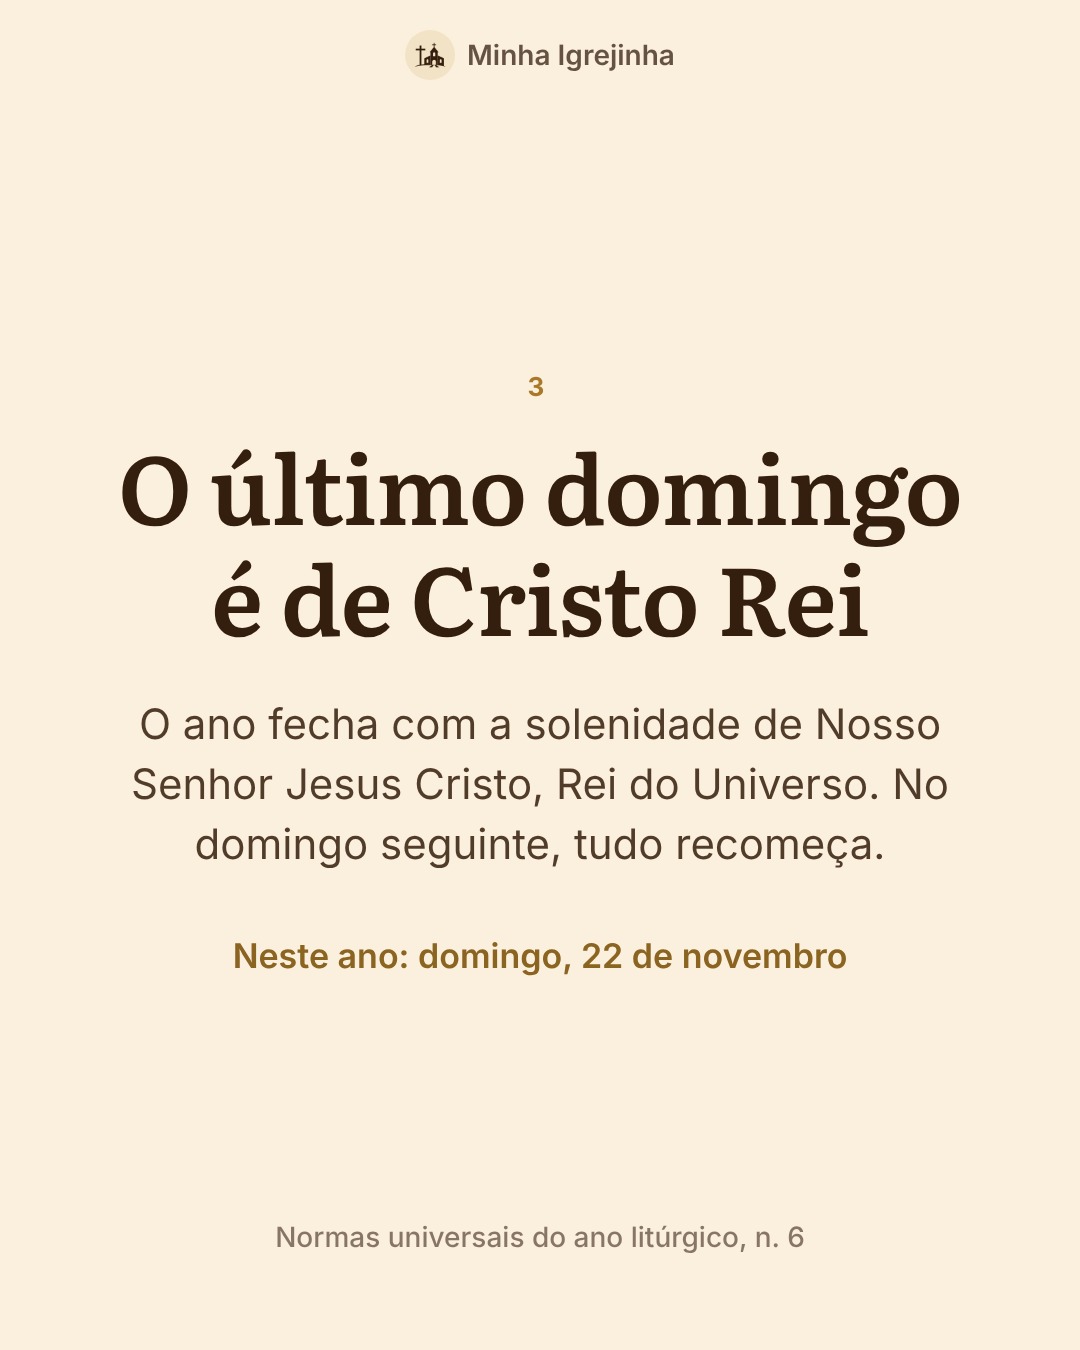 Minha Igrejinha
3
O último domingo
é de Cristo Rei
O ano fecha com a solenidade de Nosso
Senhor Jesus Cristo, Rei do Universo. No
domingo seguinte, tudo recomeça.
Neste ano: domingo, 22 de novembro
Normas universais do ano litúrgico, n. 6